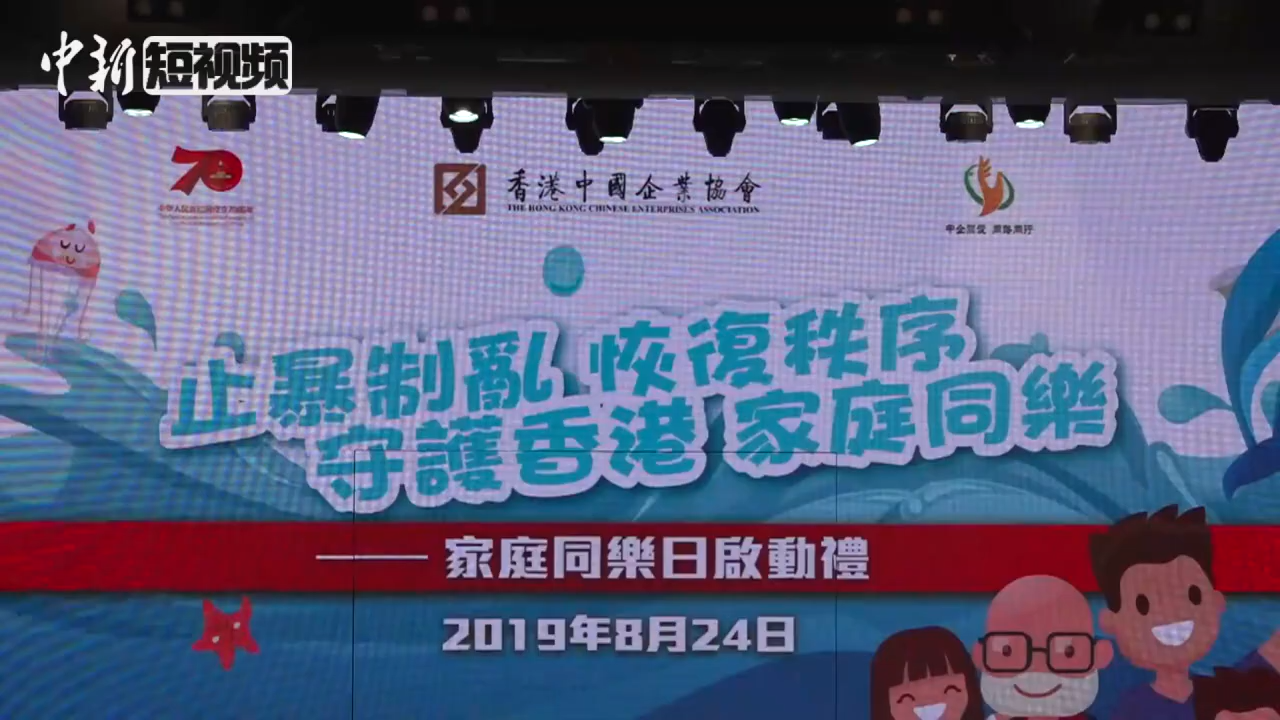 中新短视频
70
香港中國企業協會
THE HONG KONG CHINESE ENTERPRISES ASSOCIATION
止暴制亂 恢復秩序
守護香港 家庭同樂
—— 家庭同樂日啟動禮
2019年8月24日